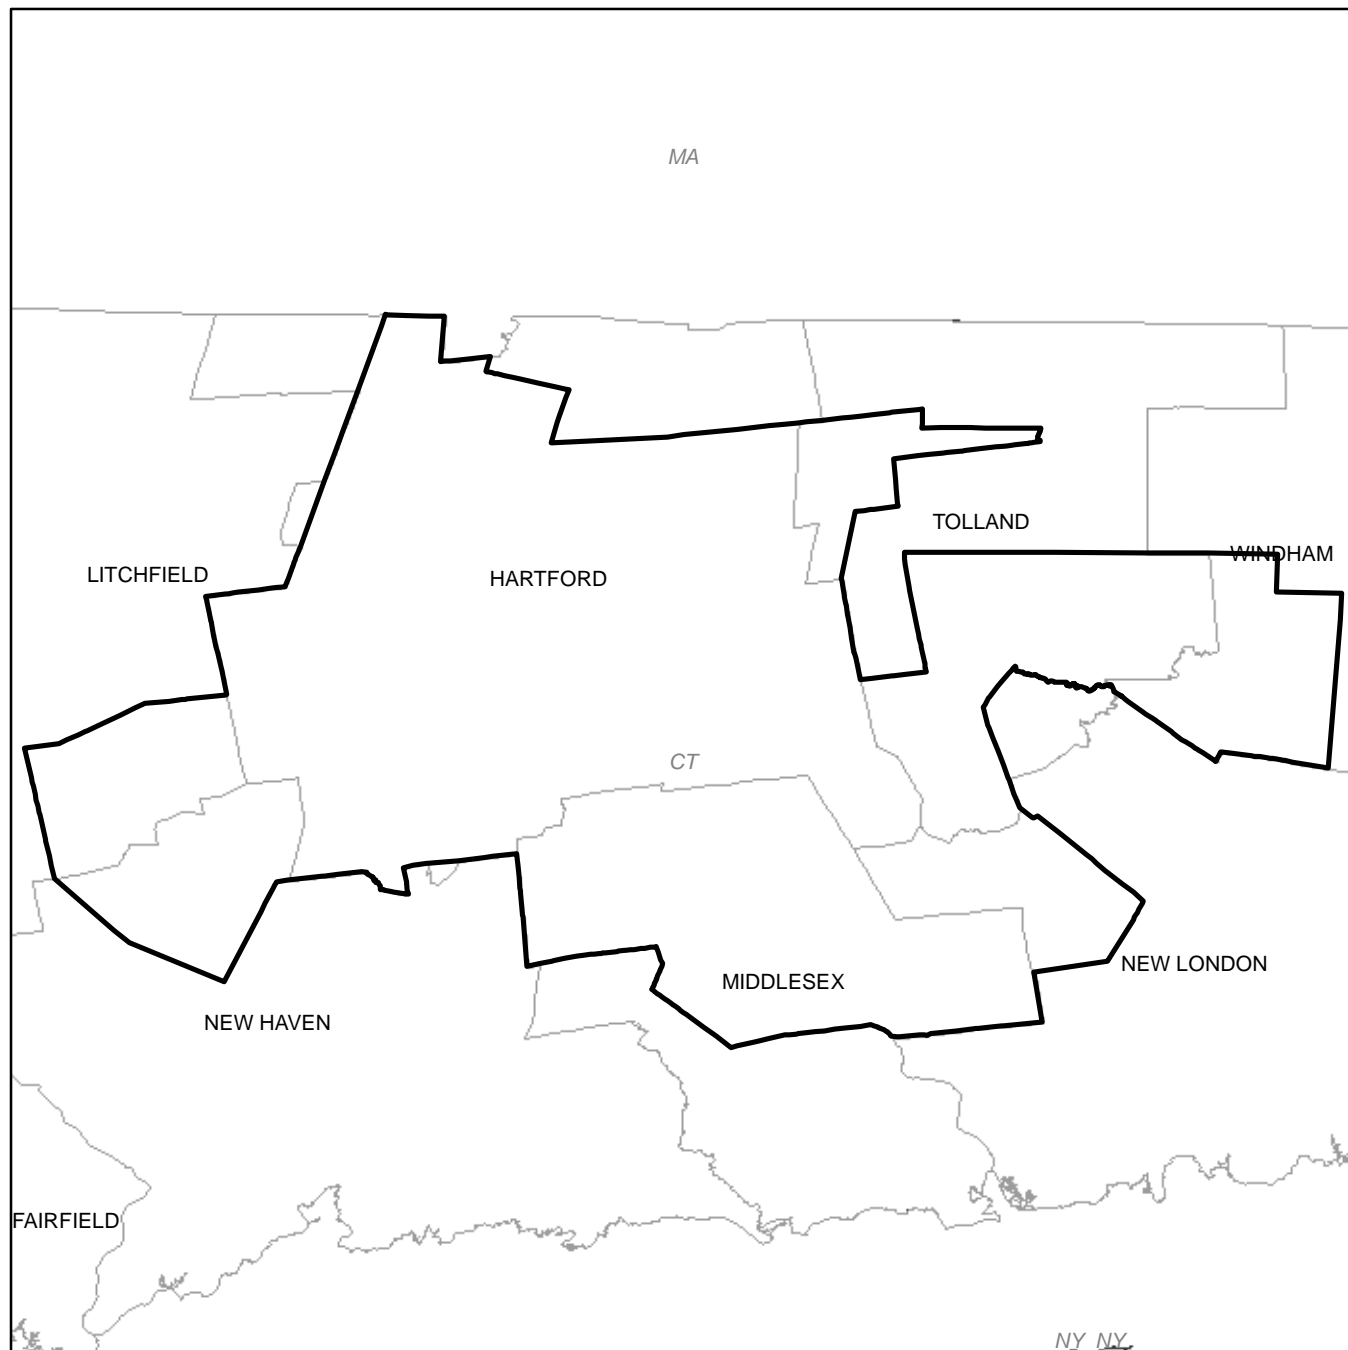 MA
TOLLAND
WINDHAM
LITCHFIELD
HARTFORD
CT
NEW LONDON
MIDDLESEX
NEW HAVEN
FAIRFIELD
NY NY